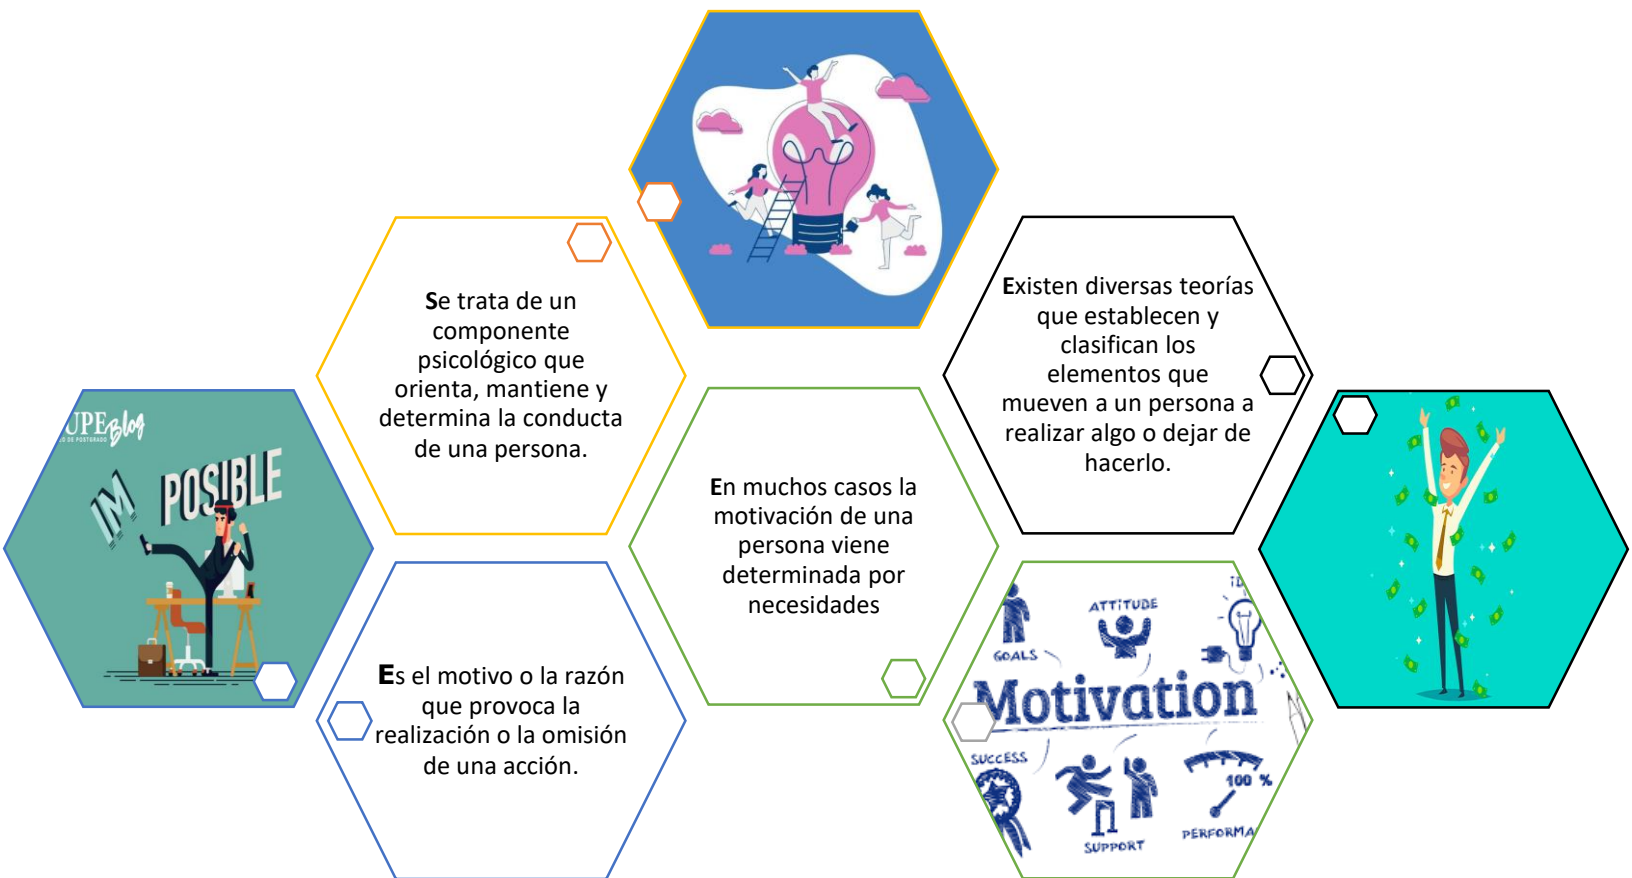 UPE Blog
O DE POSTGRADO
IM
POSIBLE
Se trata de un
componente
psicológico que
orienta, mantiene y
determina la conducta
de una persona.
Es el motivo o la razón
que provoca la
realización o la omisión
de una acción.
En muchos casos la
motivación de una
persona viene
determinada por
necesidades
Existen diversas teorías
que establecen y
clasifican los
elementos que
mueven a un persona a
realizar algo o dejar de
hacerlo.
ATTiTUDE
GOALS
Motivation
SUCCESS
100 %
SUPPORT
PERFORMA